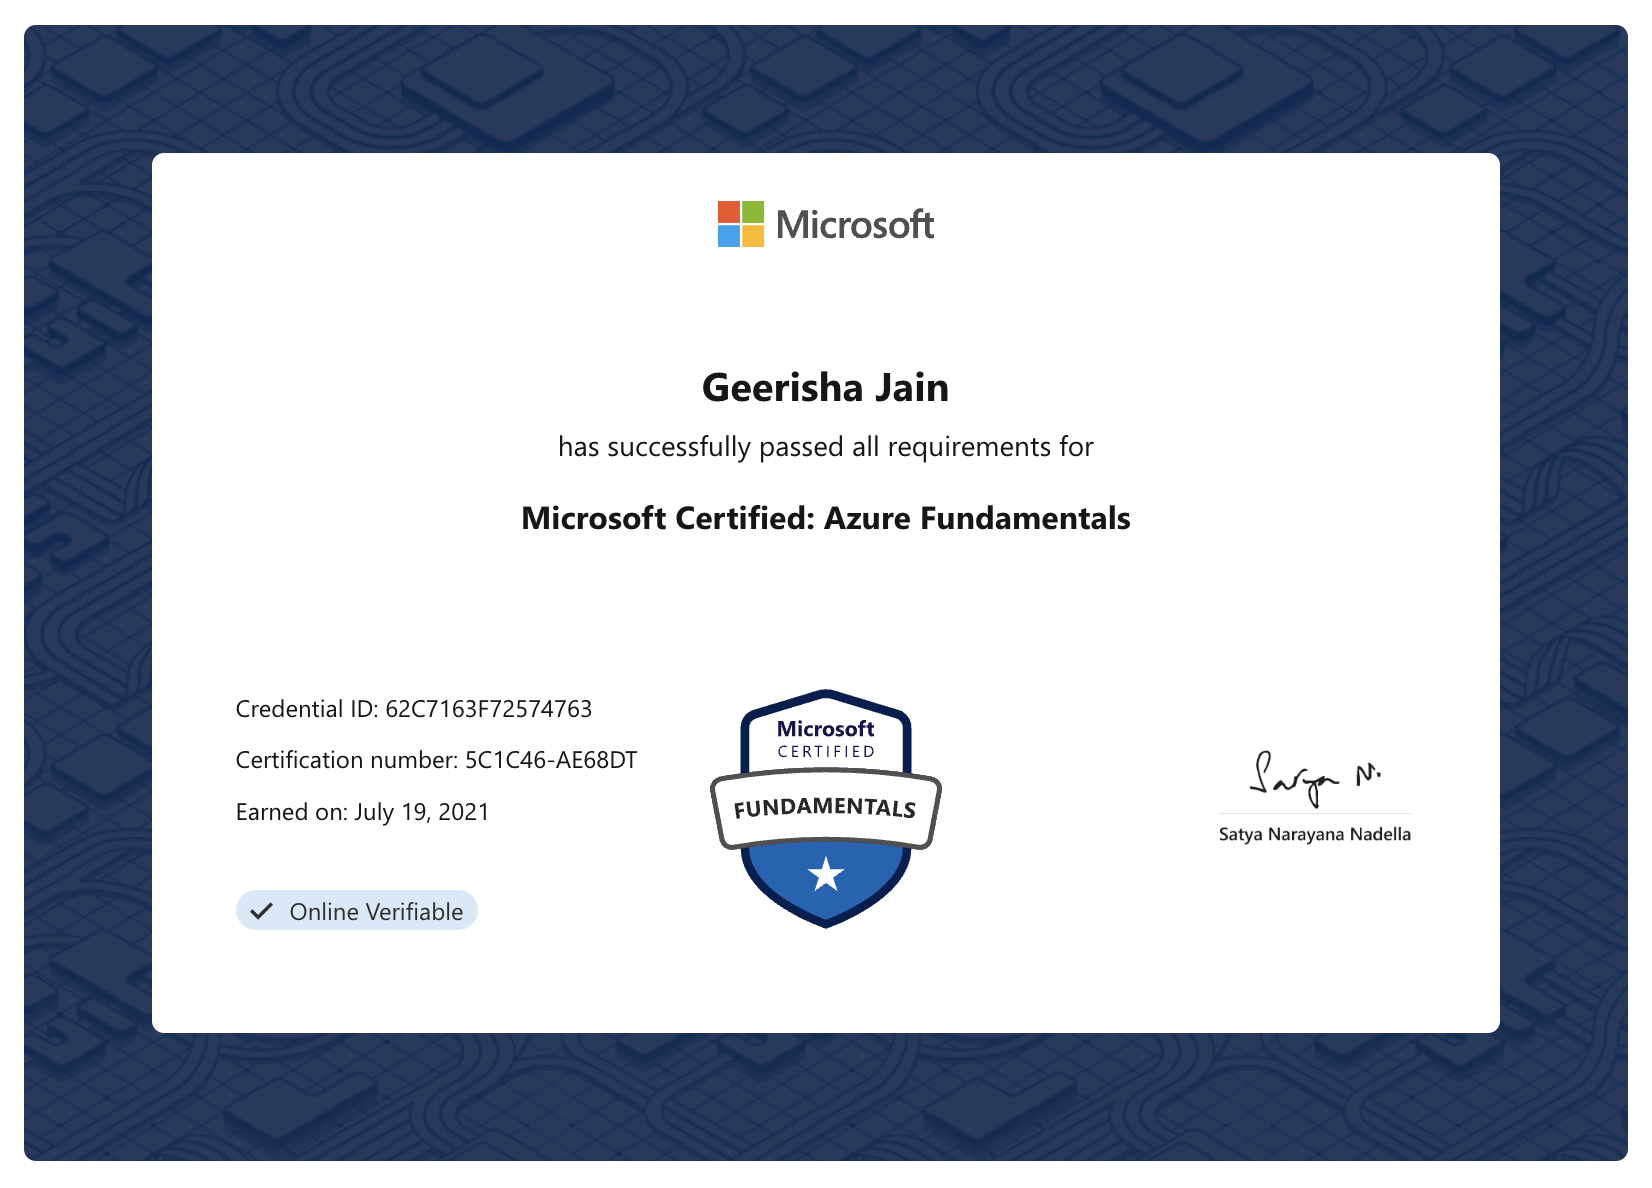 Microsoft
Geerisha Jain
has successfully passed all requirements for
Microsoft Certified: Azure Fundamentals
Credential ID: 62C7163F72574763
Certification number: 5C1C46-AE68DT
Earned on: July 19, 2021
Online Verifiable
Microsoft
CERTIFIED
FUNDAMENTALS
Satya N.
Satya Narayana Nadella